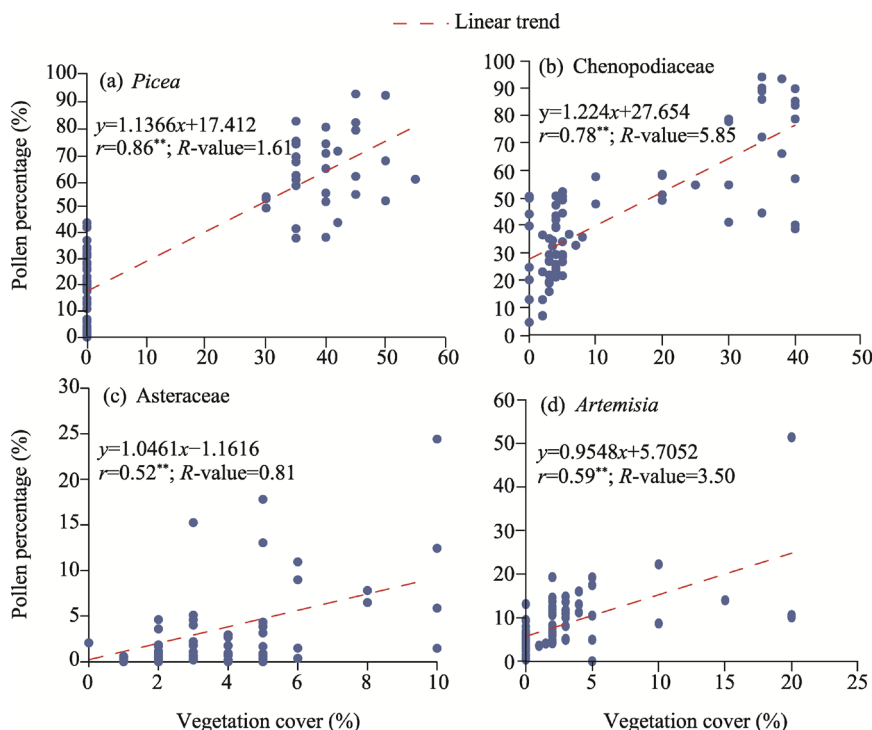 Linear trend
(a) Picea
y=1.1366x+17.412
r=0.86**; R-value=1.61
Pollen percentage (%)
100
90
80
70
60
50
40
30
20
10
0
0 10 20 30 40 50 60
(b) Chenopodiaceae
y=1.224x+27.654
r=0.78**; R-value=5.85
100
90
80
70
60
50
40
30
20
10
0
0 10 20 30 40 50
(c) Asteraceae
y=1.0461x−1.1616
r=0.52**; R-value=0.81
Pollen percentage (%)
30
25
20
15
10
5
0
0 2 4 6 8 10
Vegetation cover (%)
(d) Artemisia
y=0.9548x+5.7052
r=0.59**; R-value=3.50
60
50
40
30
20
10
0
0 5 10 15 20 25
Vegetation cover (%)